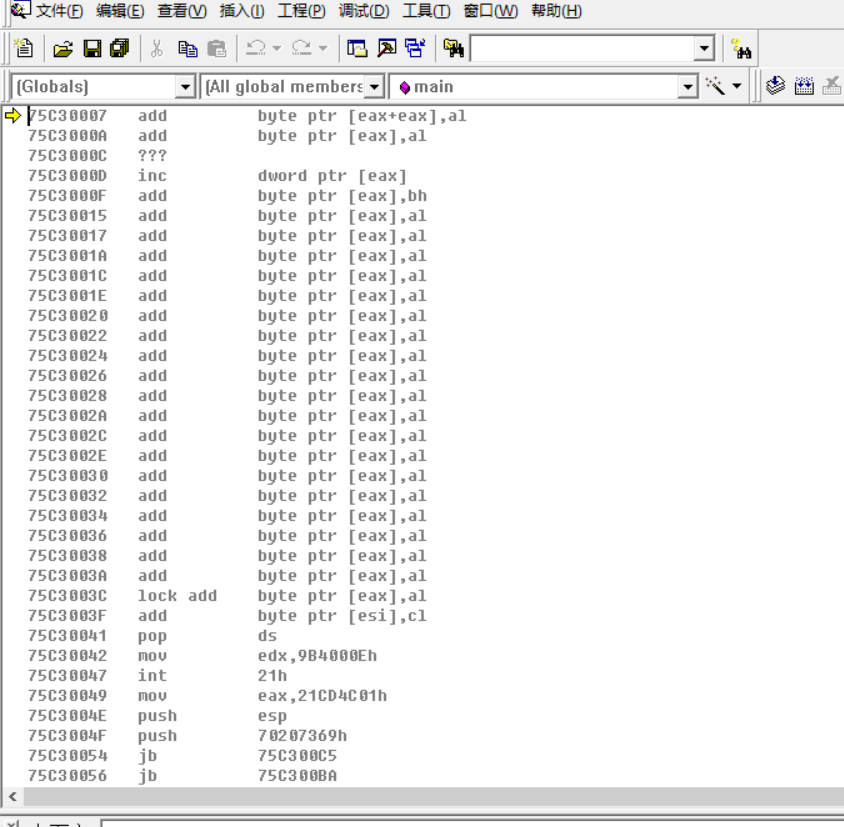 文件(F) 编辑(E) 查看(V) 插入(I) 工程(P) 调试(D) 工具(T) 窗口(W) 帮助(H)
(Globals) (All global members main
75C30007 add byte ptr [eax+eax],al
75C3000A add byte ptr [eax],al
75C3000C ???
75C3000D inc dword ptr [eax]
75C3000F add byte ptr [eax],bh
75C30015 add byte ptr [eax],al
75C30017 add byte ptr [eax],al
75C3001A add byte ptr [eax],al
75C3001C add byte ptr [eax],al
75C3001E add byte ptr [eax],al
75C30020 add byte ptr [eax],al
75C30022 add byte ptr [eax],al
75C30024 add byte ptr [eax],al
75C30026 add byte ptr [eax],al
75C30028 add byte ptr [eax],al
75C3002A add byte ptr [eax],al
75C3002C add byte ptr [eax],al
75C3002E add byte ptr [eax],al
75C30030 add byte ptr [eax],al
75C30032 add byte ptr [eax],al
75C30034 add byte ptr [eax],al
75C30036 add byte ptr [eax],al
75C30038 add byte ptr [eax],al
75C3003A add byte ptr [eax],al
75C3003C lock add byte ptr [eax],al
75C3003F add byte ptr [esi],cl
75C30041 pop ds
75C30042 mov edx,9B4000Eh
75C30047 int 21h
75C30049 mov eax,21CD4C01h
75C3004E push esp
75C3004F push 70207369h
75C30054 jb 75C300C5
75C30056 jb 75C300BA